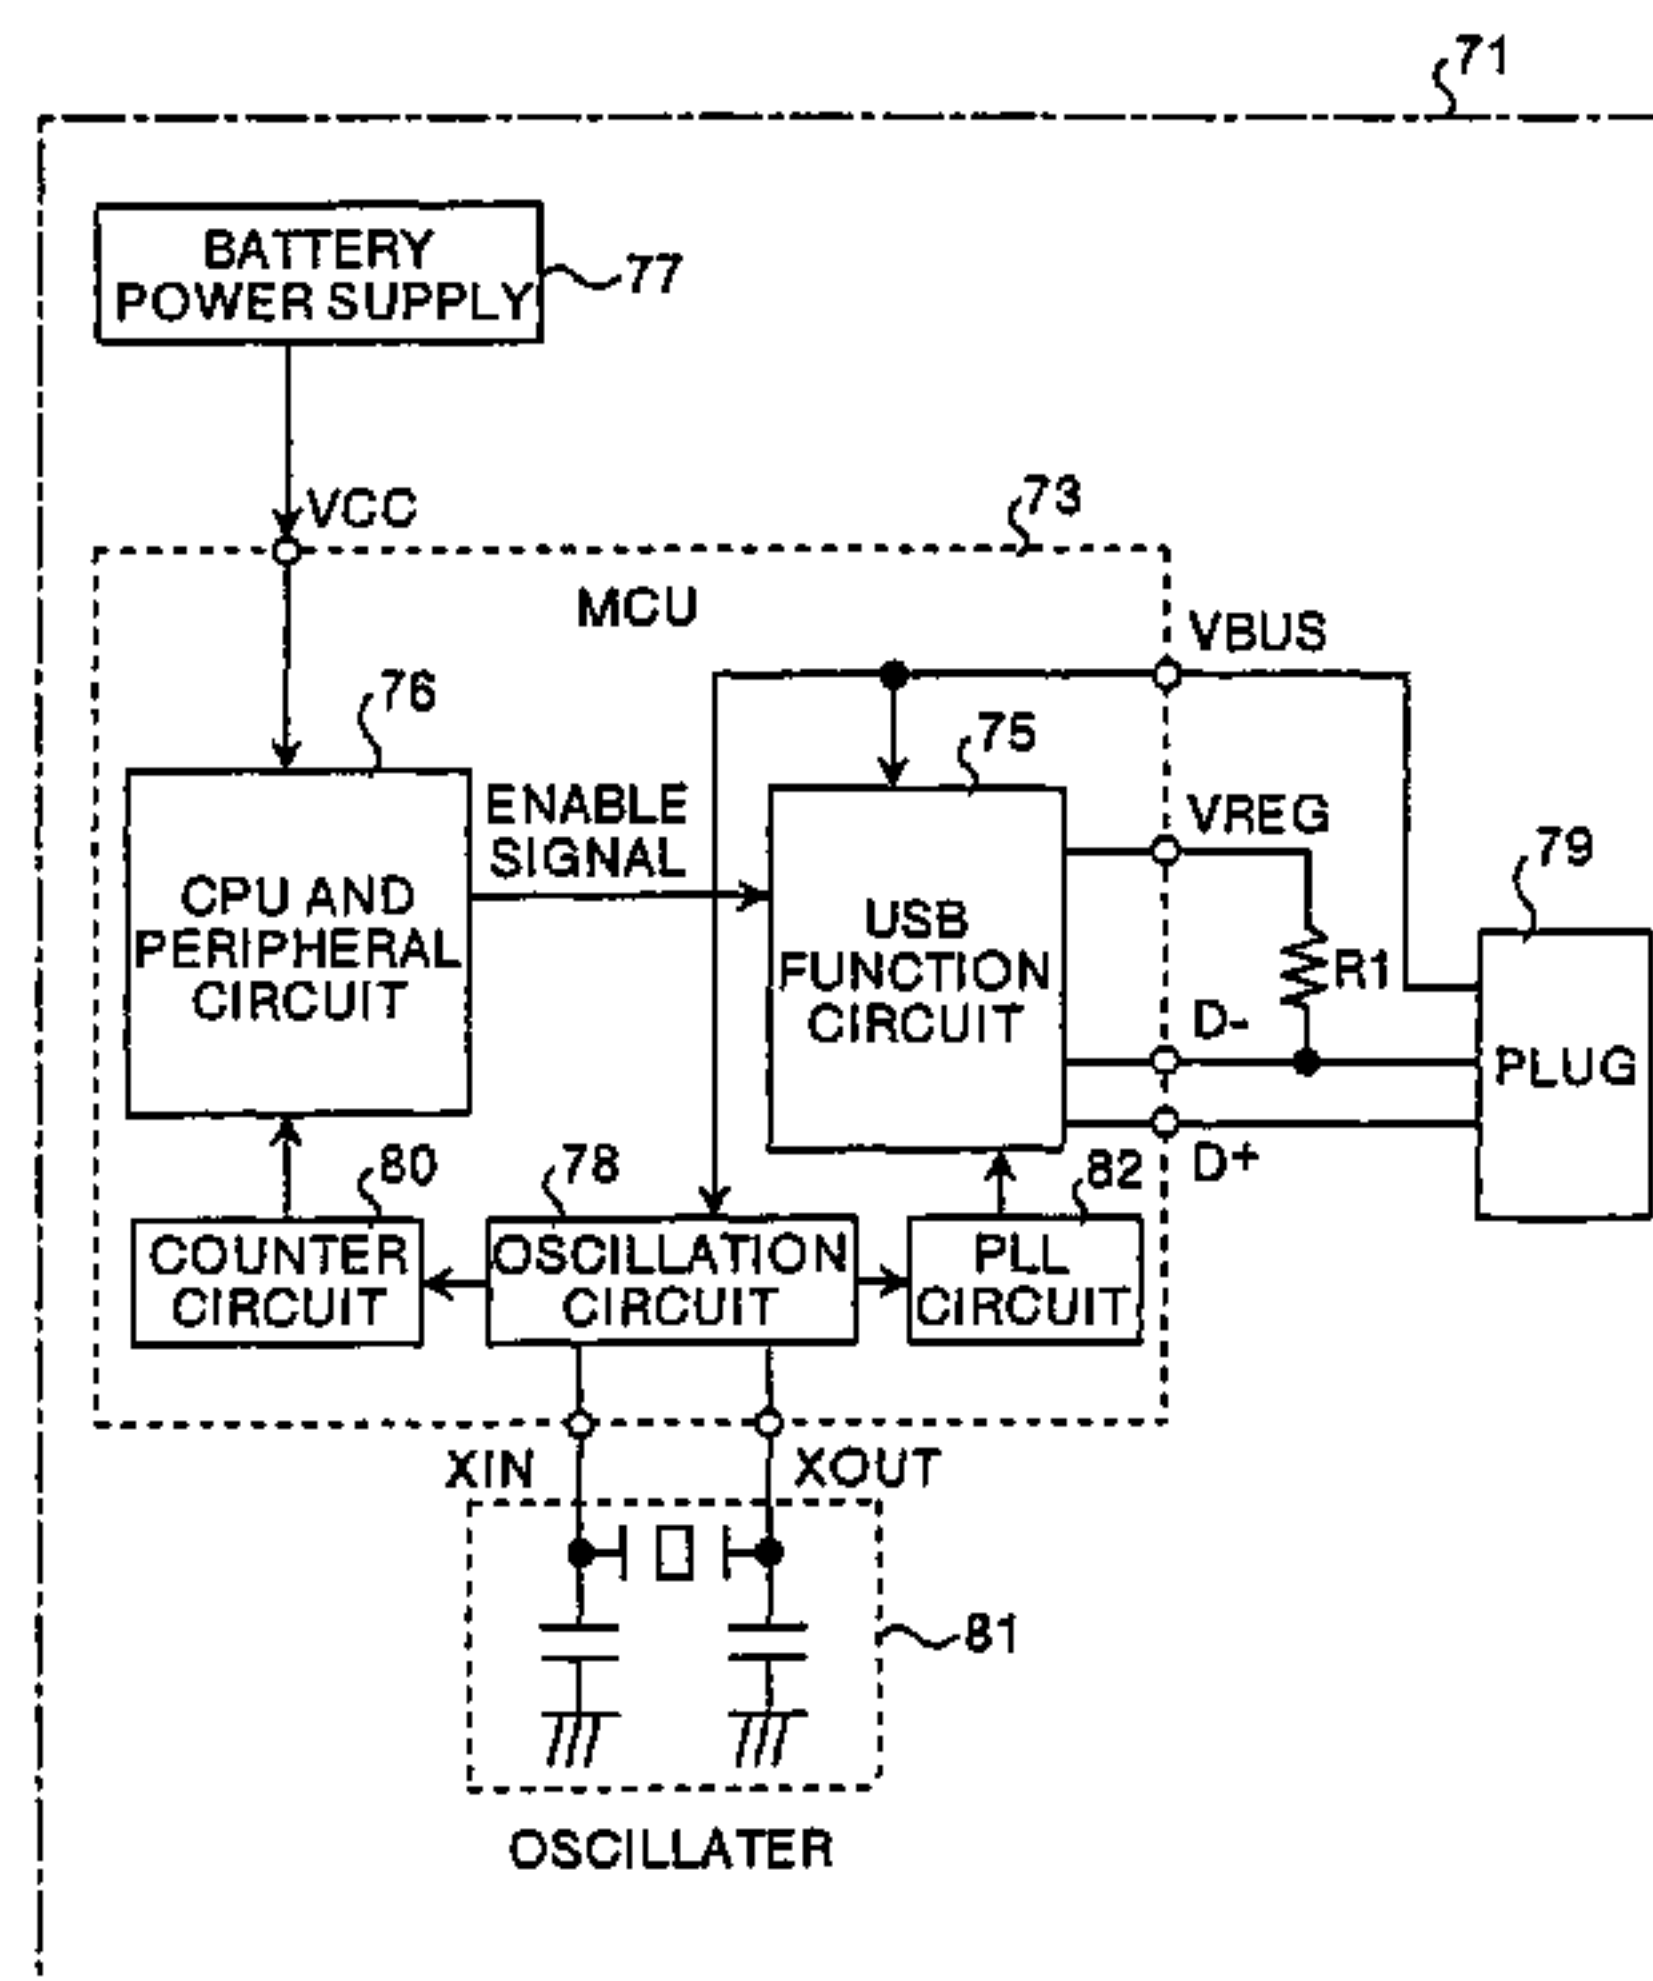 71
BATTERY
POWER SUPPLY
77
VCC
73
MCU
VBUS
76
75
ENABLE
SIGNAL
VREG
79
CPU AND
PERIPHERAL
CIRCUIT
USB
FUNCTION
CIRCUIT
R1
D-
PLUG
D+
80
78
82
COUNTER
CIRCUIT
OSCILLATION
CIRCUIT
PLL
CIRCUIT
XIN
XOUT
81
OSCILLATER